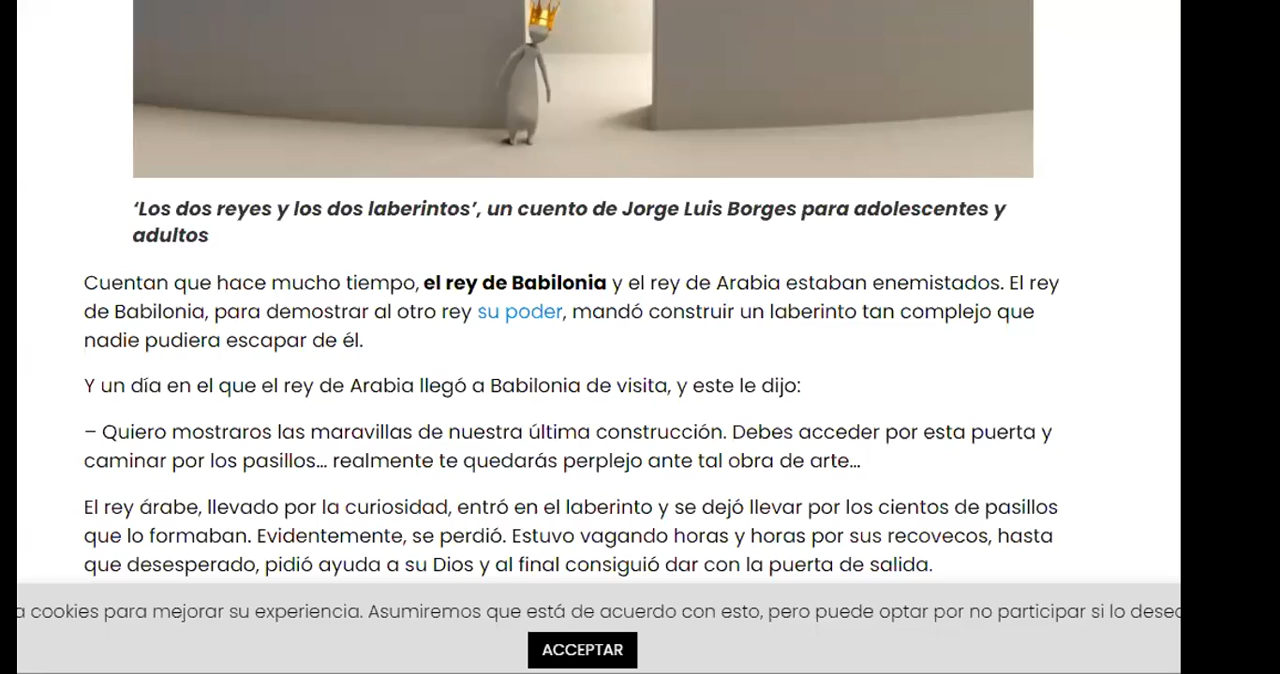 ‘Los dos reyes y los dos laberintos’, un cuento de Jorge Luis Borges para adolescentes y
adultos
Cuentan que hace mucho tiempo, el rey de Babilonia y el rey de Arabia estaban enemistados. El rey
de Babilonia, para demostrar al otro rey su poder, mandó construir un laberinto tan complejo que
nadie pudiera escapar de él.
Y un día en el que el rey de Arabia llegó a Babilonia de visita, y este le dijo:
– Quiero mostraros las maravillas de nuestra última construcción. Debes acceder por esta puerta y
caminar por los pasillos… realmente te quedarás perplejo ante tal obra de arte…
El rey árabe, llevado por la curiosidad, entró en el laberinto y se dejó llevar por los cientos de pasillos
que lo formaban. Evidentemente, se perdió. Estuvo vagando horas y horas por sus recovecos, hasta
que desesperado, pidió ayuda a su Dios y al final consiguió dar con la puerta de salida.
a cookies para mejorar su experiencia. Asumiremos que está de acuerdo con esto, pero puede optar por no participar si lo desec
ACCEPTAR